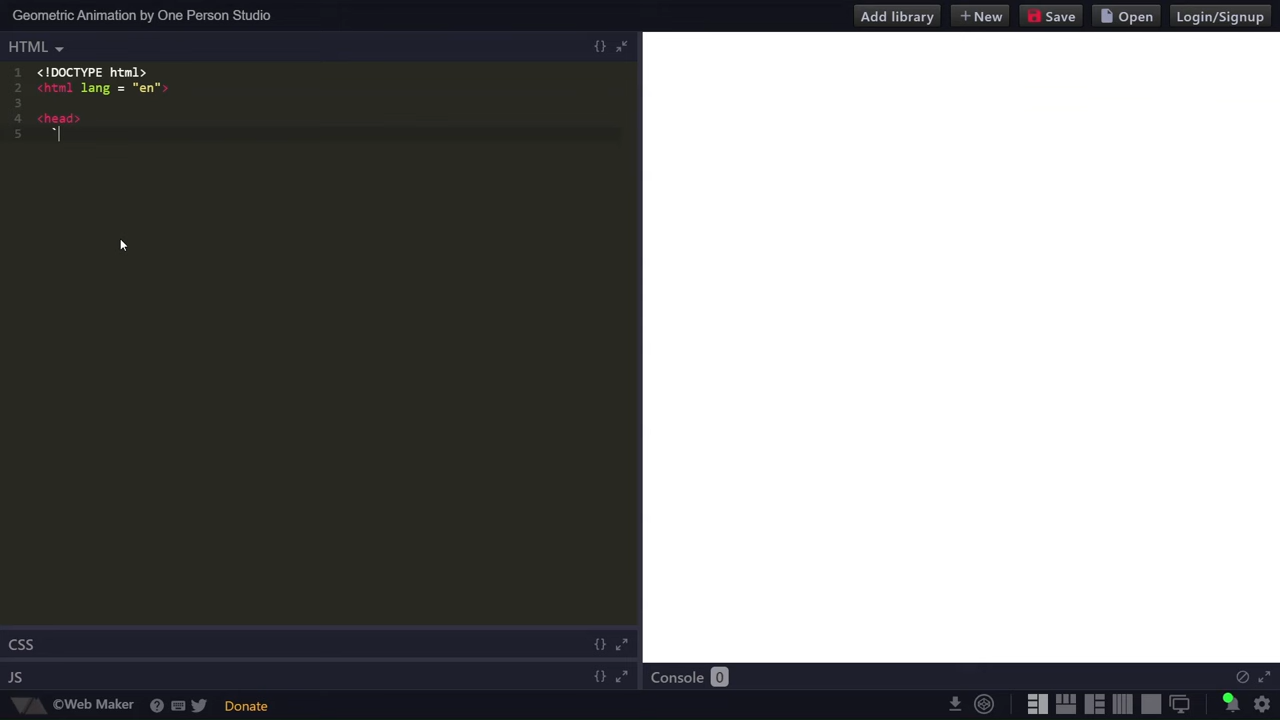 Geometric Animation by One Person Studio
Add library
+ New
Save
Open
Login/Signup
HTML
{}
1 <!DOCTYPE html>
2 <html lang = "en">
3
4 <head>
5 `
CSS
{}
JS
{}
Console 0
©Web Maker
?
Donate